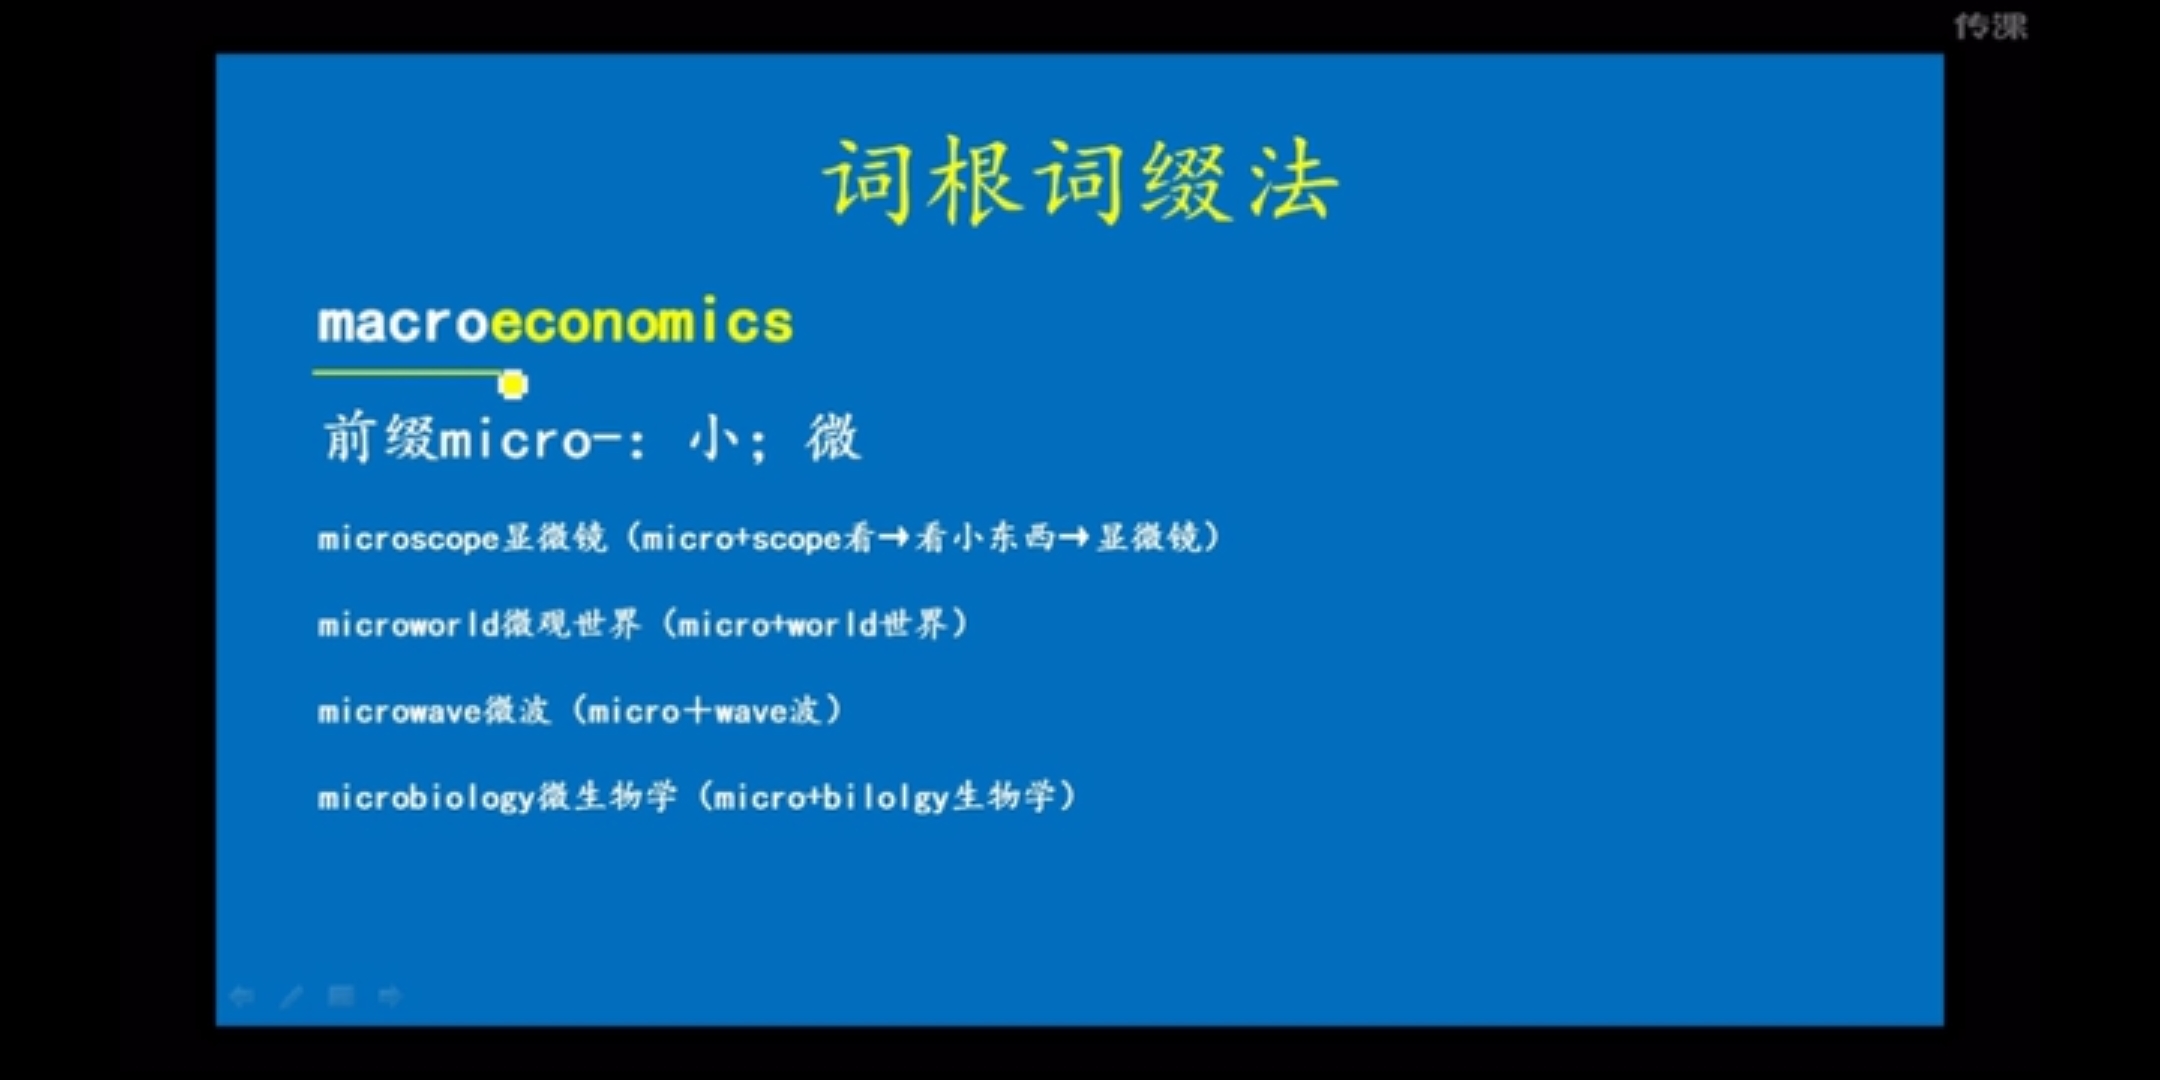 传课
词根词缀法
macroeconomics
前缀micro-：小；微
microscope显微镜（micro+scope看→看小东西→显微镜）
microworld微观世界（micro+world世界）
microwave微波（micro＋wave波）
microbiology微生物学（micro+bilolgy生物学）